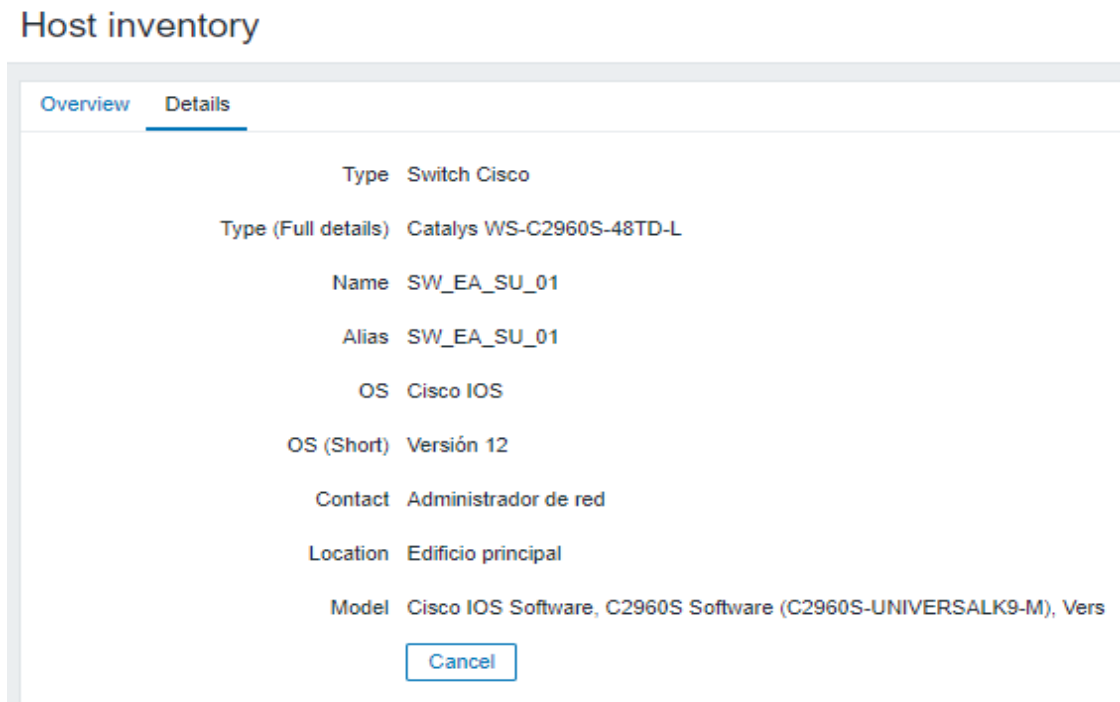 Host inventory
Overview Details
Type Switch Cisco
Type (Full details) Catalys WS-C2960S-48TD-L
Name SW_EA_SU_01
Alias SW_EA_SU_01
OS Cisco IOS
OS (Short) Versión 12
Contact Administrador de red
Location Edificio principal
Model Cisco IOS Software, C2960S Software (C2960S-UNIVERSALK9-M), Vers
Cancel